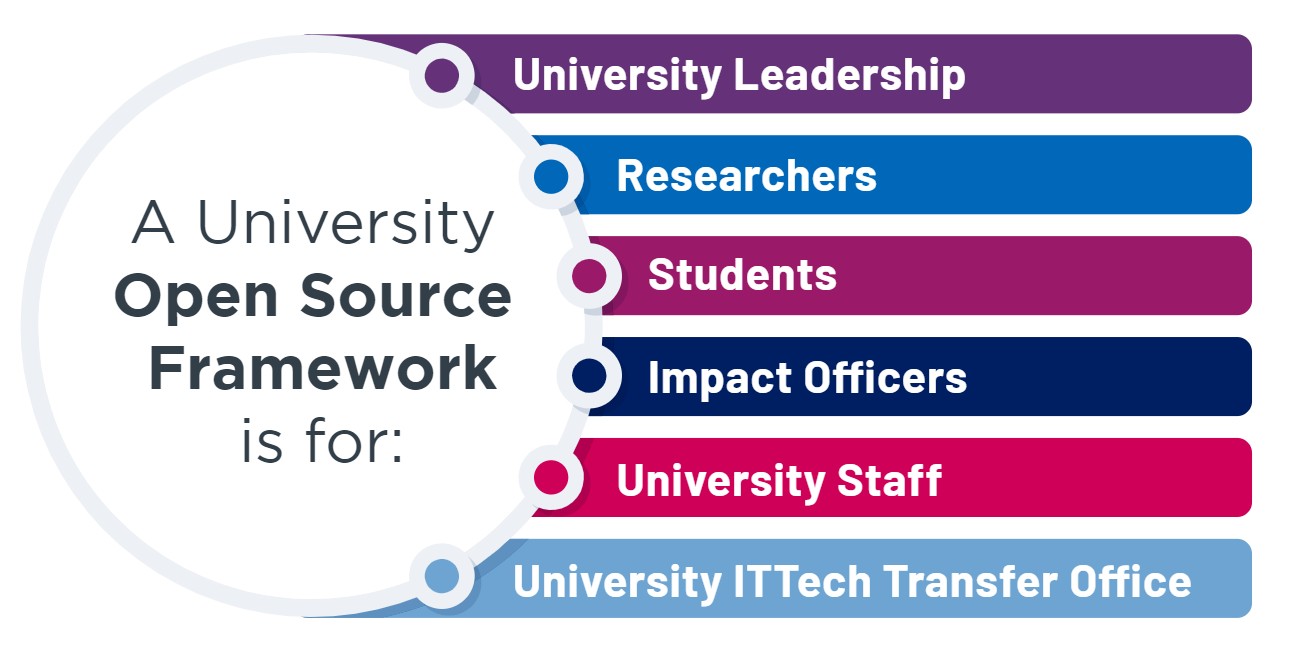 A University
Open Source
Framework
is for:
University Leadership
Researchers
Students
Impact Officers
University Staff
University ITTech Transfer Office